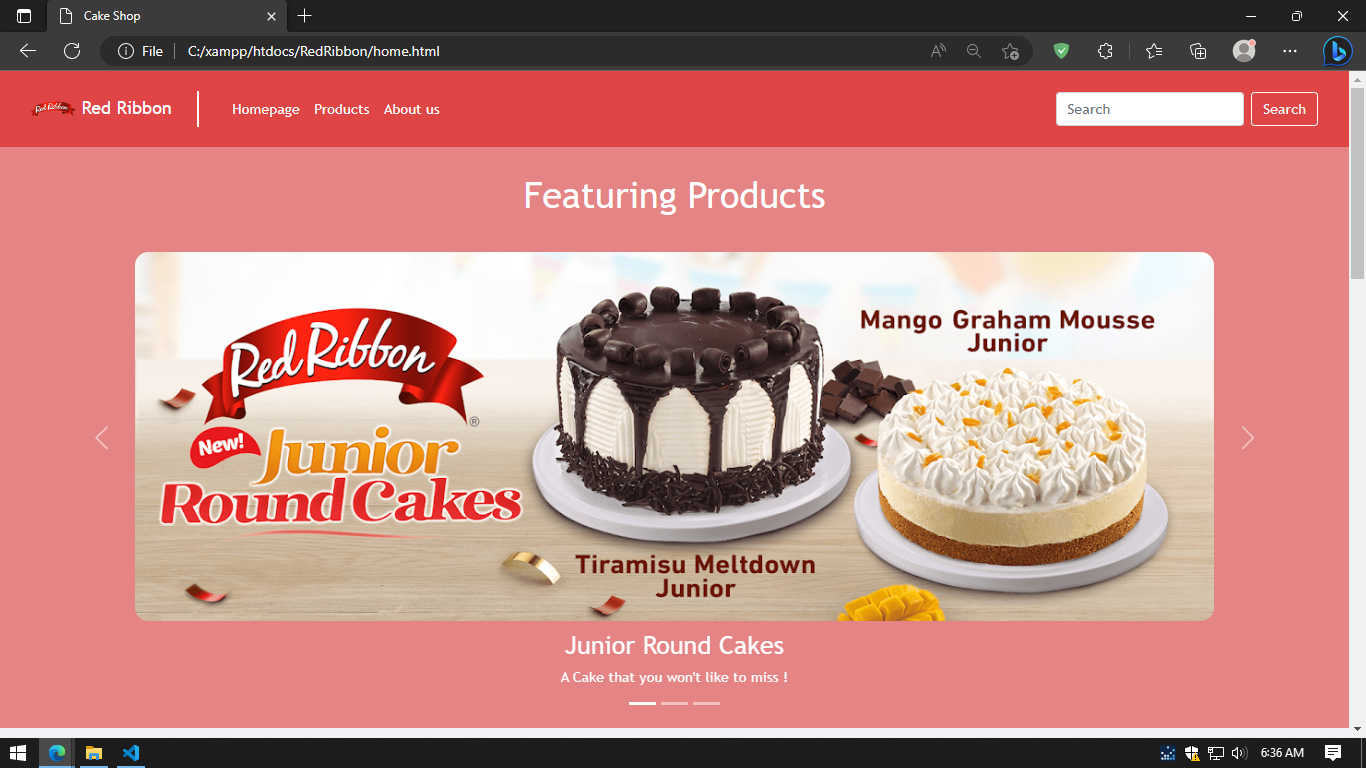 Cake Shop
File
C:/xampp/htdocs/RedRibbon/home.html
Red Ribbon Red Ribbon
Homepage Products About us
Search
Search
Featuring Products
Red Ribbon
®
New!
Junior
Round Cakes
Mango Graham Mousse
Junior
Tiramisu Meltdown
Junior
Junior Round Cakes
A Cake that you won't like to miss !
6:36 AM